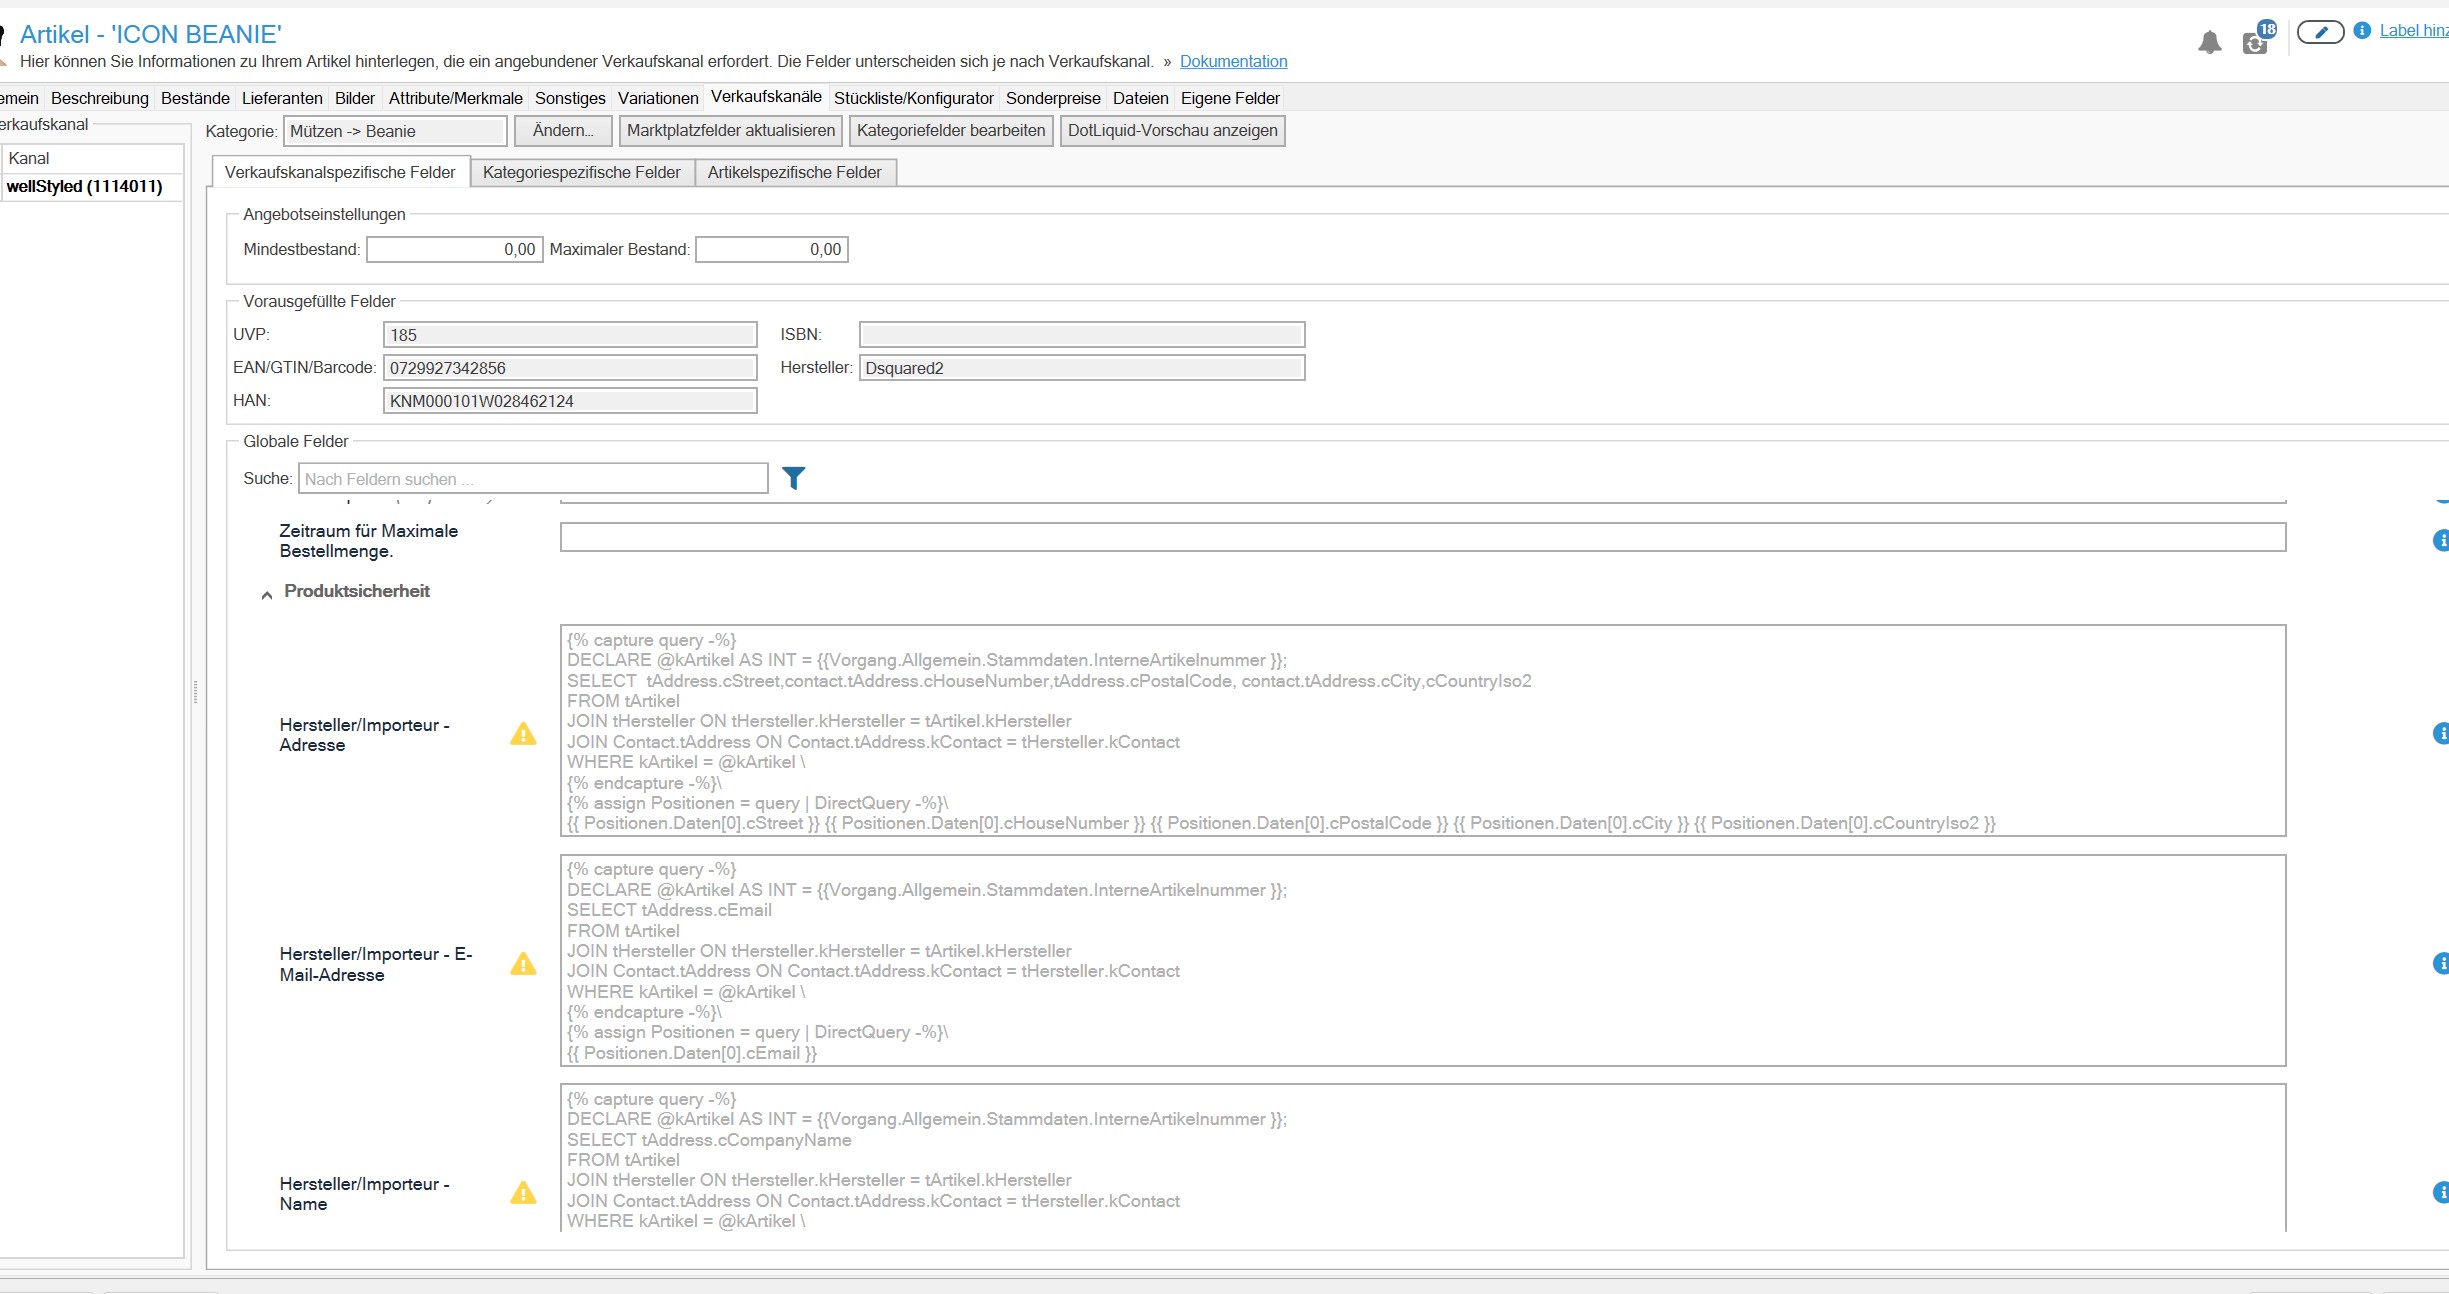 Artikel - 'ICON BEANIE'
18
Label hinz
Hier können Sie Informationen zu Ihrem Artikel hinterlegen, die ein angebundener Verkaufskanal erfordert. Die Felder unterscheiden sich je nach Verkaufskanal. » Dokumentation
emein Beschreibung Bestände Lieferanten Bilder Attribute/Merkmale Sonstiges Variationen Verkaufskanäle Stückliste/Konfigurator Sonderpreise Dateien Eigene Felder
erkaufskanal
Kanal
wellStyled (1114011)
Kategorie: Mützen -> Beanie Ändern... Marktplatzfelder aktualisieren Kategoriefelder bearbeiten DotLiquid-Vorschau anzeigen
Verkaufskanalspezifische Felder Kategoriespezifische Felder Artikelspezifische Felder
Angebotseinstellungen
Mindestbestand: 0,00 Maximaler Bestand: 0,00
Vorausgefüllte Felder
UVP: 185 ISBN:
EAN/GTIN/Barcode: 0729927342856 Hersteller: Dsquared2
HAN: KNM000101W028462124
Globale Felder
Suche: Nach Feldern suchen ...
Zeitraum für Maximale
Bestellmenge.
Produktsicherheit
Hersteller/Importeur -
Adresse
{% capture query -%}
DECLARE @kArtikel AS INT = {{Vorgang.Allgemein.Stammdaten.InterneArtikelnummer }};
SELECT  tAddress.cStreet,contact.tAddress.cHouseNumber,tAddress.cPostalCode, contact.tAddress.cCity,cCountryIso2
FROM tArtikel
JOIN tHersteller ON tHersteller.kHersteller = tArtikel.kHersteller
JOIN Contact.tAddress ON Contact.tAddress.kContact = tHersteller.kContact
WHERE kArtikel = @kArtikel \
{% endcapture -%}\
{% assign Positionen = query | DirectQuery -%}\
{{ Positionen.Daten[0].cStreet }} {{ Positionen.Daten[0].cHouseNumber }} {{ Positionen.Daten[0].cPostalCode }} {{ Positionen.Daten[0].cCity }} {{ Positionen.Daten[0].cCountryIso2 }}
Hersteller/Importeur - E-
Mail-Adresse
{% capture query -%}
DECLARE @kArtikel AS INT = {{Vorgang.Allgemein.Stammdaten.InterneArtikelnummer }};
SELECT tAddress.cEmail
FROM tArtikel
JOIN tHersteller ON tHersteller.kHersteller = tArtikel.kHersteller
JOIN Contact.tAddress ON Contact.tAddress.kContact = tHersteller.kContact
WHERE kArtikel = @kArtikel \
{% endcapture -%}\
{% assign Positionen = query | DirectQuery -%}\
{{ Positionen.Daten[0].cEmail }}
Hersteller/Importeur -
Name
{% capture query -%}
DECLARE @kArtikel AS INT = {{Vorgang.Allgemein.Stammdaten.InterneArtikelnummer }};
SELECT tAddress.cCompanyName
FROM tArtikel
JOIN tHersteller ON tHersteller.kHersteller = tArtikel.kHersteller
JOIN Contact.tAddress ON Contact.tAddress.kContact = tHersteller.kContact
WHERE kArtikel = @kArtikel \